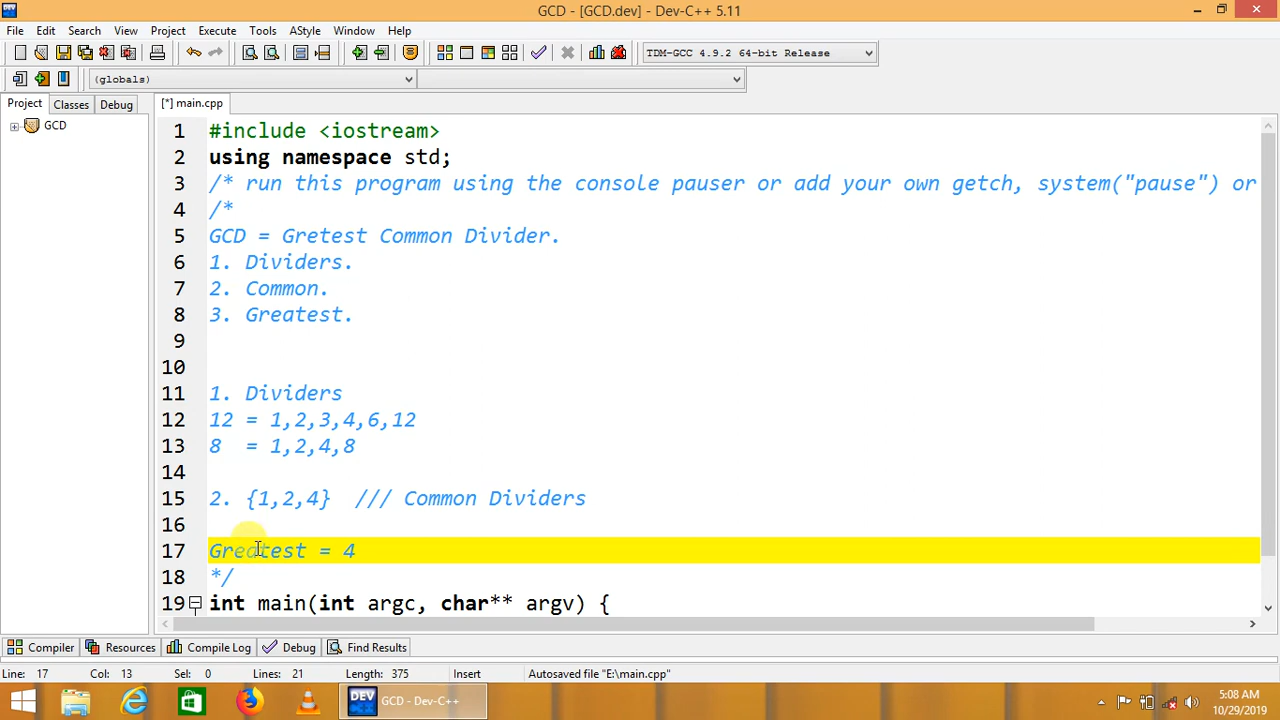 GCD - [GCD.dev] - Dev-C++ 5.11
File Edit Search View Project Execute Tools AStyle Window Help
TDM-GCC 4.9.2 64-bit Release
(globals)
Project Classes Debug
[*] main.cpp
GCD
1 #include <iostream>
2 using namespace std;
3 /* run this program using the console pauser or add your own getch, system("pause") or
4 /*
5 GCD = Gretest Common Divider.
6 1. Dividers.
7 2. Common.
8 3. Greatest.
9
10
11 1. Dividers
12 12 = 1,2,3,4,6,12
13 8 = 1,2,4,8
14
15 2. {1,2,4} /// Common Dividers
16
17 Greatest = 4
18 */
19 int main(int argc, char** argv) {
Compiler Resources Compile Log Debug Find Results
Line: 17 Col: 13 Sel: 0 Lines: 21 Length: 375 Insert Autosaved file "E:\main.cpp"
DEV GCD - Dev-C++
5:08 AM
10/29/2019